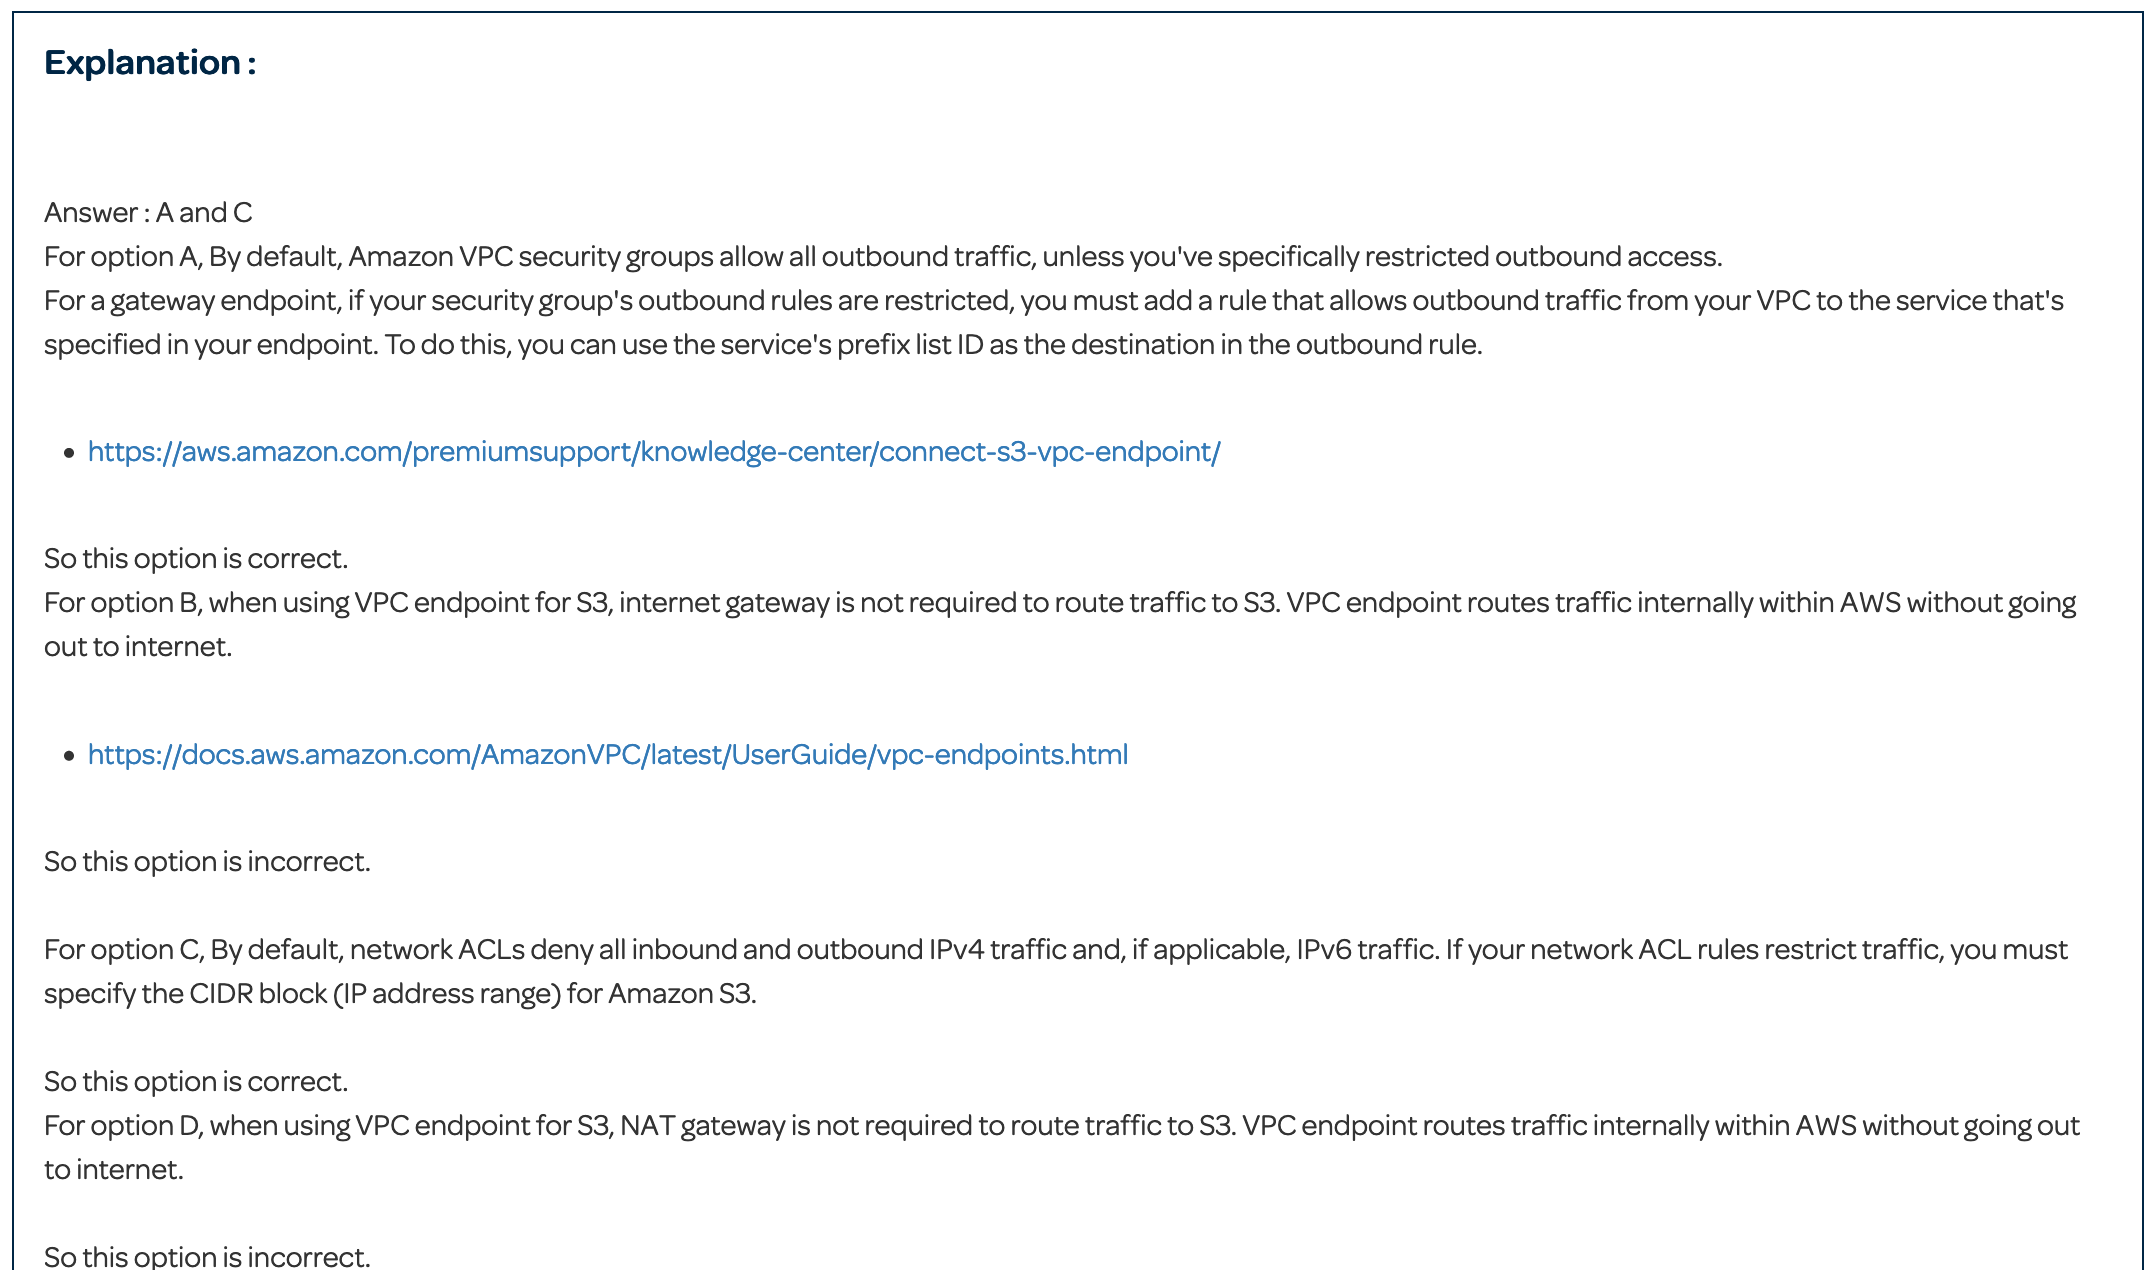 Explanation :
Answer : A and C
For option A, By default, Amazon VPC security groups allow all outbound traffic, unless you've specifically restricted outbound access.
For a gateway endpoint, if your security group's outbound rules are restricted, you must add a rule that allows outbound traffic from your VPC to the service that's
specified in your endpoint. To do this, you can use the service's prefix list ID as the destination in the outbound rule.
• https://aws.amazon.com/premiumsupport/knowledge-center/connect-s3-vpc-endpoint/
So this option is correct.
For option B, when using VPC endpoint for S3, internet gateway is not required to route traffic to S3. VPC endpoint routes traffic internally within AWS without going
out to internet.
• https://docs.aws.amazon.com/AmazonVPC/latest/UserGuide/vpc-endpoints.html
So this option is incorrect.
For option C, By default, network ACLs deny all inbound and outbound IPv4 traffic and, if applicable, IPv6 traffic. If your network ACL rules restrict traffic, you must
specify the CIDR block (IP address range) for Amazon S3.
So this option is correct.
For option D, when using VPC endpoint for S3, NAT gateway is not required to route traffic to S3. VPC endpoint routes traffic internally within AWS without going out
to internet.
So this option is incorrect.